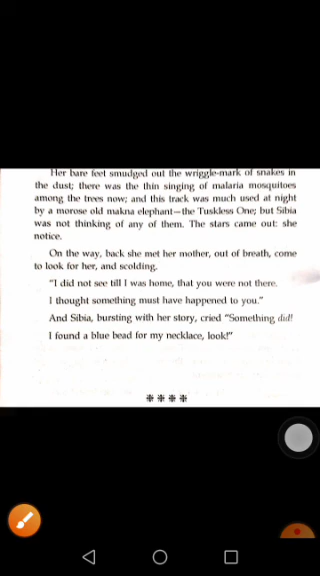 Her bare feet smudged out the wriggle-mark of snakes in
the dust; there was the thin singing of malaria mosquitoes
among the trees now; and this track was much used at night
by a morose old makna elephant—the Tuskless One; but Sibia
was not thinking of any of them. The stars came out: she
notice.
On the way, back she met her mother, out of breath, come
to look for her, and scolding.
"I did not see till I was home, that you were not there.
I thought something must have happened to you."
And Sibia, bursting with her story, cried "Something did!
I found a blue bead for my necklace, look!"